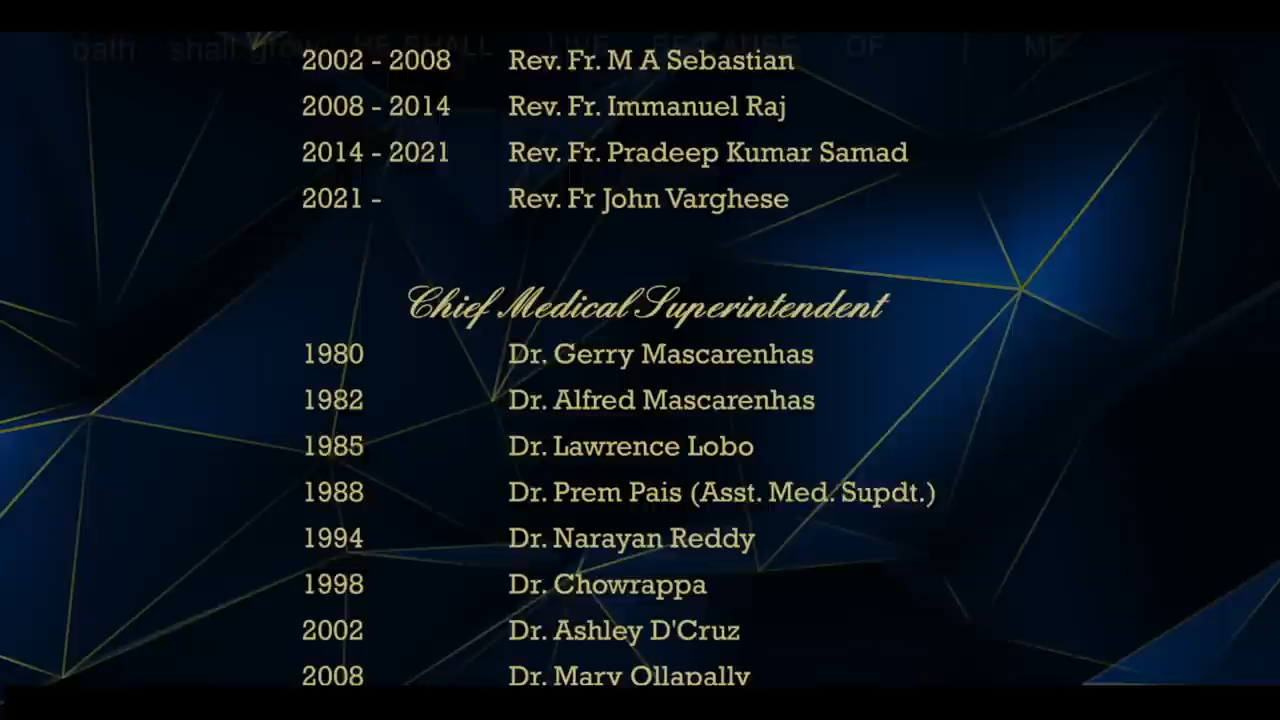 2002 - 2008 Rev. Fr. M A Sebastian
2008 - 2014 Rev. Fr. Immanuel Raj
2014 - 2021 Rev. Fr. Pradeep Kumar Samad
2021 - Rev. Fr John Varghese
Chief Medical Superintendent
1980 Dr. Gerry Mascarenhas
1982 Dr. Alfred Mascarenhas
1985 Dr. Lawrence Lobo
1988 Dr. Prem Pais (Asst. Med. Supdt.)
1994 Dr. Narayan Reddy
1998 Dr. Chowrappa
2002 Dr. Ashley D'Cruz
2008 Dr. Mary Ollapally